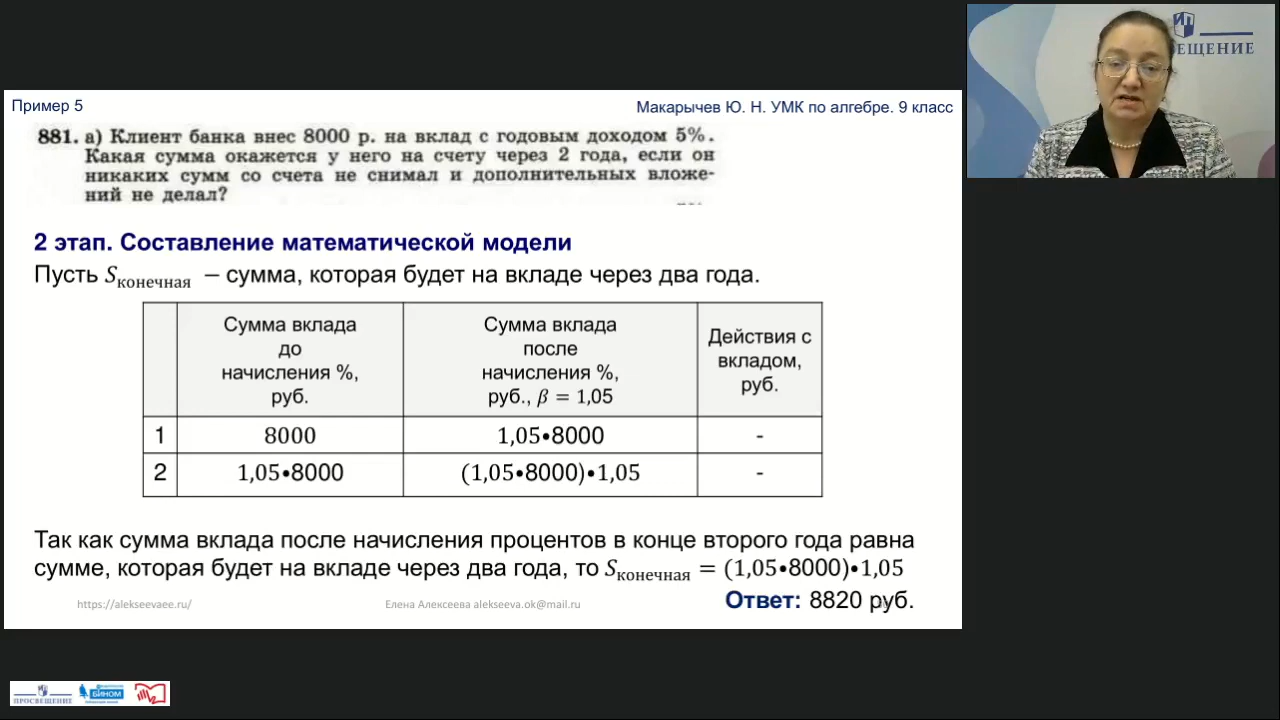 Пример 5
Макарычев Ю. Н. УМК по алгебре. 9 класс
881. а) Клиент банка внес 8000 р. на вклад с годовым доходом 5%.
Какая сумма окажется у него на счету через 2 года, если он
никаких сумм со счета не снимал и дополнительных вложе-
ний не делал?
2 этап. Составление математической модели
Пусть Sконечная – сумма, которая будет на вкладе через два года.
Сумма вклада
до
начисления %,
руб.
Сумма вклада
после
начисления %,
руб., β = 1,05
Действия с
вкладом,
руб.
1 8000 1,05•8000 -
2 1,05•8000 (1,05•8000)•1,05 -
Так как сумма вклада после начисления процентов в конце второго года равна
сумме, которая будет на вкладе через два года, то Sконечная = (1,05•8000)•1,05
Ответ: 8820 руб.
https://alekseevaee.ru/
Елена Алексеева alekseeva.ok@mail.ru
ЕЩЕНИЕ
ПРОСВЕЩЕНИЕ
БИНОМ